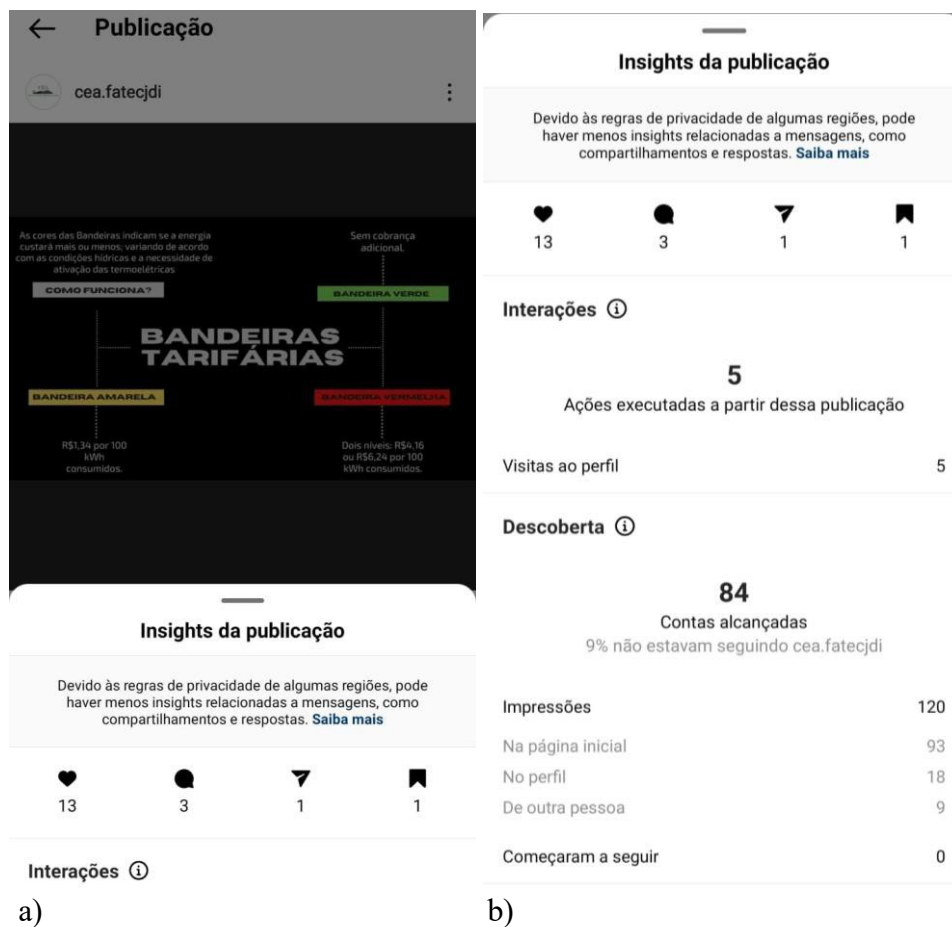 Publicação
cea.fatecjdi
As cores das Bandeiras indicam se a energia
custará mais ou menos; variando de acordo
com as condições hídricas e a necessidade de
ativação das termoelétricas
COMO FUNCIONA?
Sem cobrança
adicional.
BANDEIRA VERDE
BANDEIRAS
TARIFÁRIAS
BANDEIRA AMARELA
BANDEIRA VERMELHA
R$1,34 por 100
kWh
consumidos.
Dois níveis: R$4,16
ou R$6,24 por 100
kWh consumidos.
Insights da publicação
Devido às regras de privacidade de algumas regiões, pode
haver menos insights relacionadas a mensagens, como
compartilhamentos e respostas. Saiba mais
13 3 1 1
Interações
a)
Insights da publicação
Devido às regras de privacidade de algumas regiões, pode
haver menos insights relacionadas a mensagens, como
compartilhamentos e respostas. Saiba mais
13 3 1 1
Interações
5
Ações executadas a partir dessa publicação
Visitas ao perfil 5
Descoberta
84
Contas alcançadas
9% não estavam seguindo cea.fatecjdi
Impressões 120
Na página inicial 93
No perfil 18
De outra pessoa 9
Começaram a seguir 0
b)